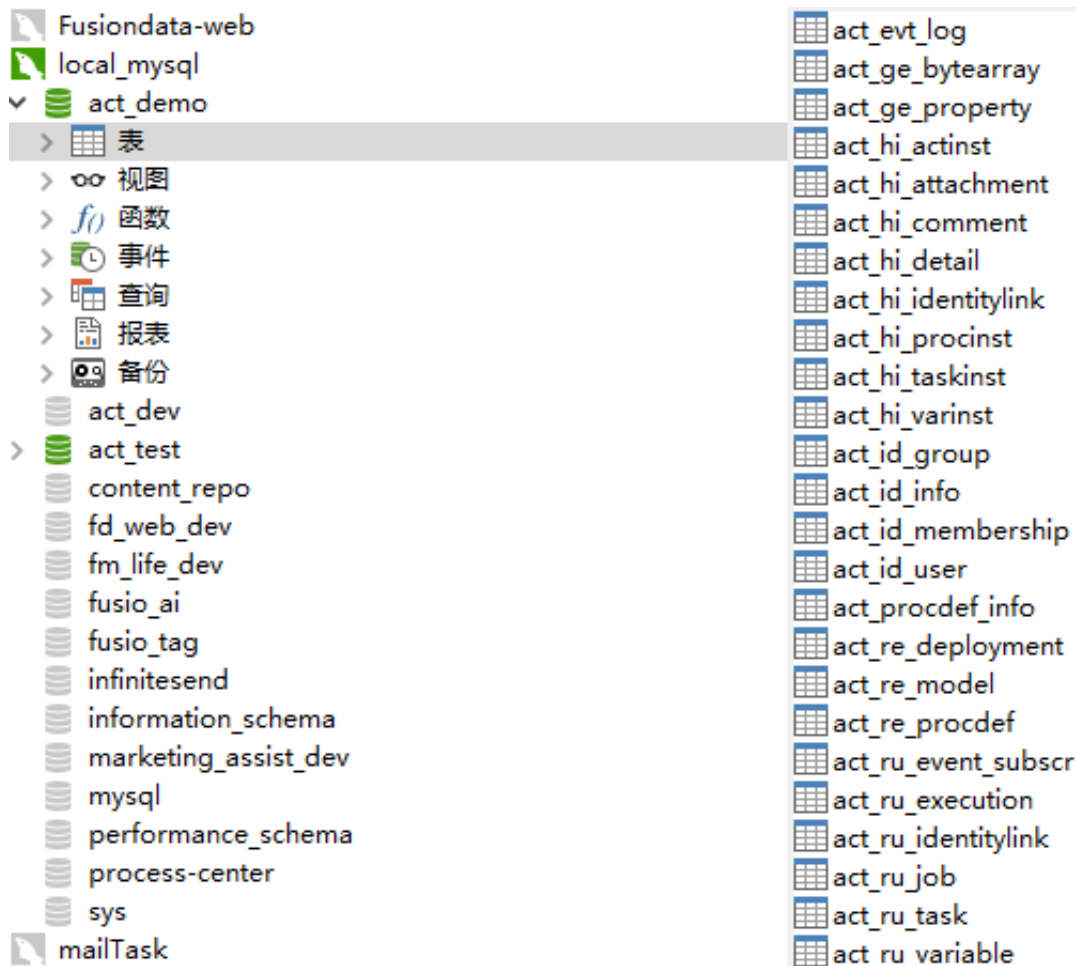 Fusiondata-web
local_mysql
act_demo
表
视图
函数
事件
查询
报表
备份
act_dev
act_test
content_repo
fd_web_dev
fm_life_dev
fusio_ai
fusio_tag
infinitesend
information_schema
marketing_assist_dev
mysql
performance_schema
process-center
sys
mailTask
act_evt_log
act_ge_bytearray
act_ge_property
act_hi_actinst
act_hi_attachment
act_hi_comment
act_hi_detail
act_hi_identitylink
act_hi_procinst
act_hi_taskinst
act_hi_varinst
act_id_group
act_id_info
act_id_membership
act_id_user
act_procdef_info
act_re_deployment
act_re_model
act_re_procdef
act_ru_event_subscr
act_ru_execution
act_ru_identitylink
act_ru_job
act_ru_task
act_ru_variable